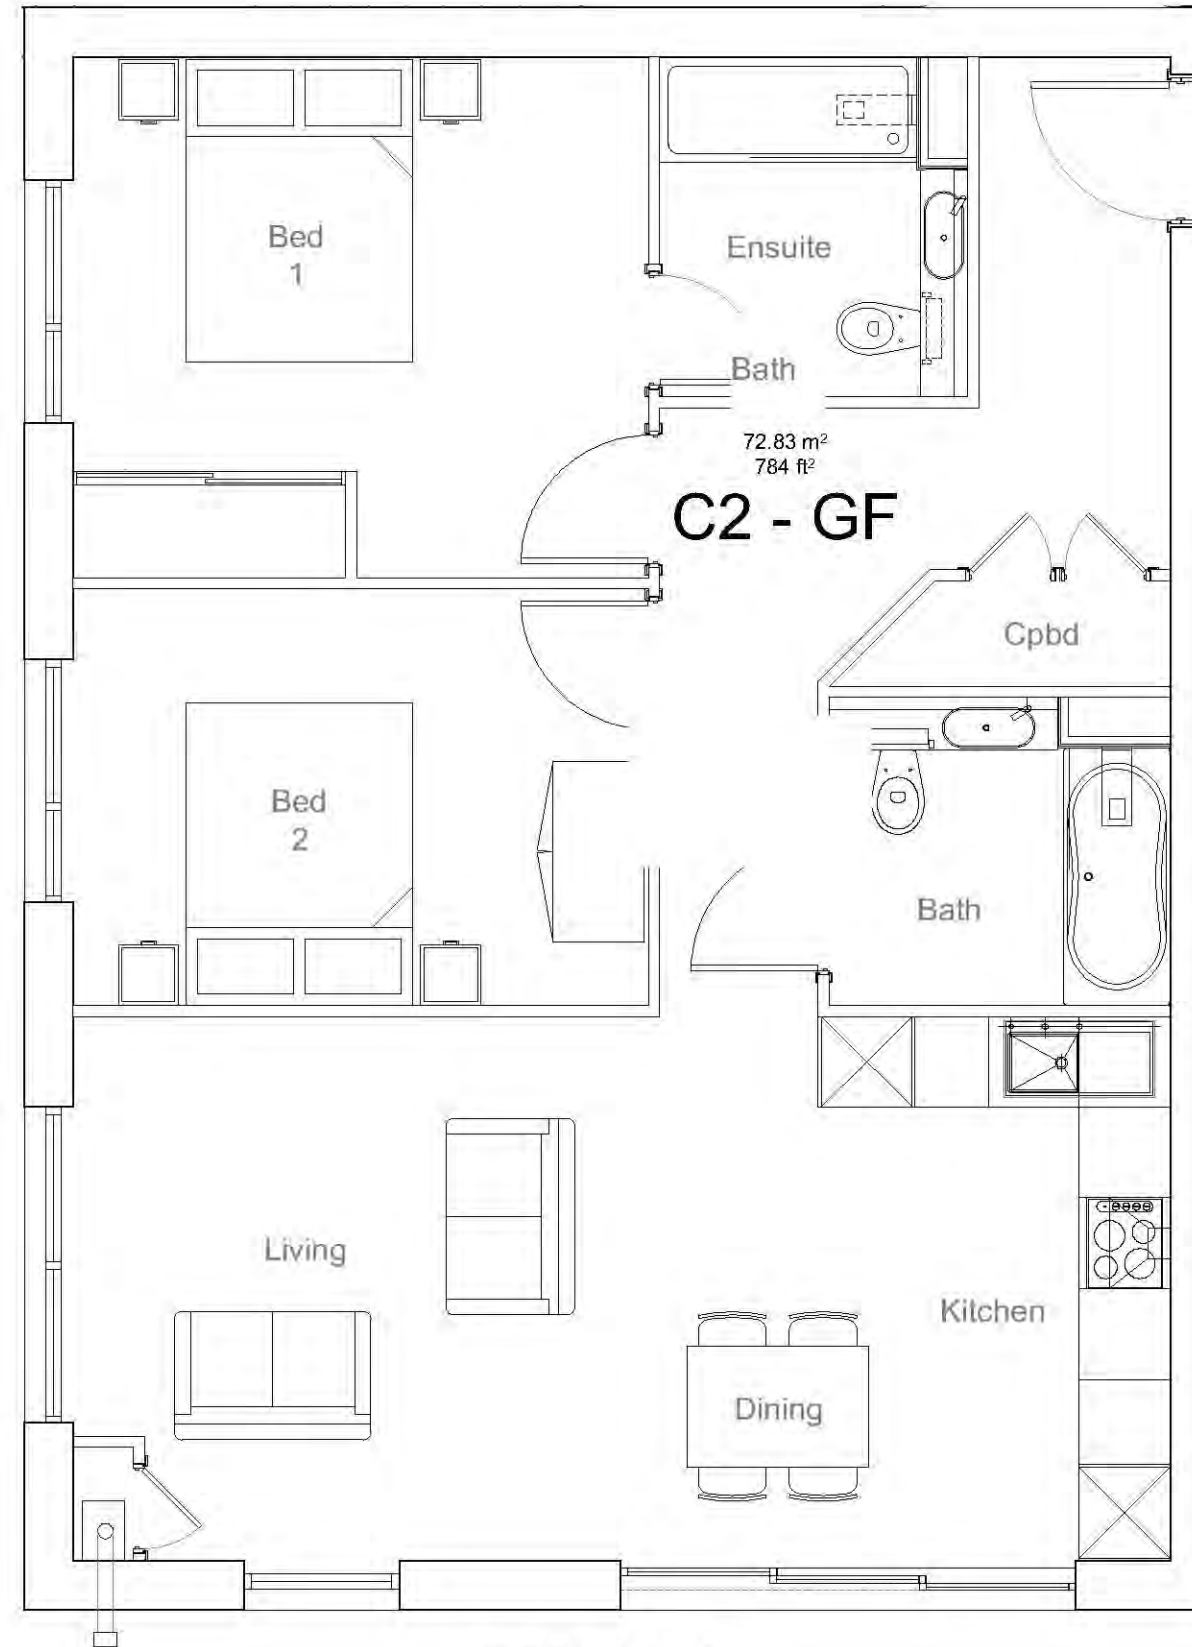 Bed
1
Ensuite
Bath
72.83 m²
784 ft²
C2 - GF
Cpbd
Bed
2
Bath
Living
Kitchen
Dining